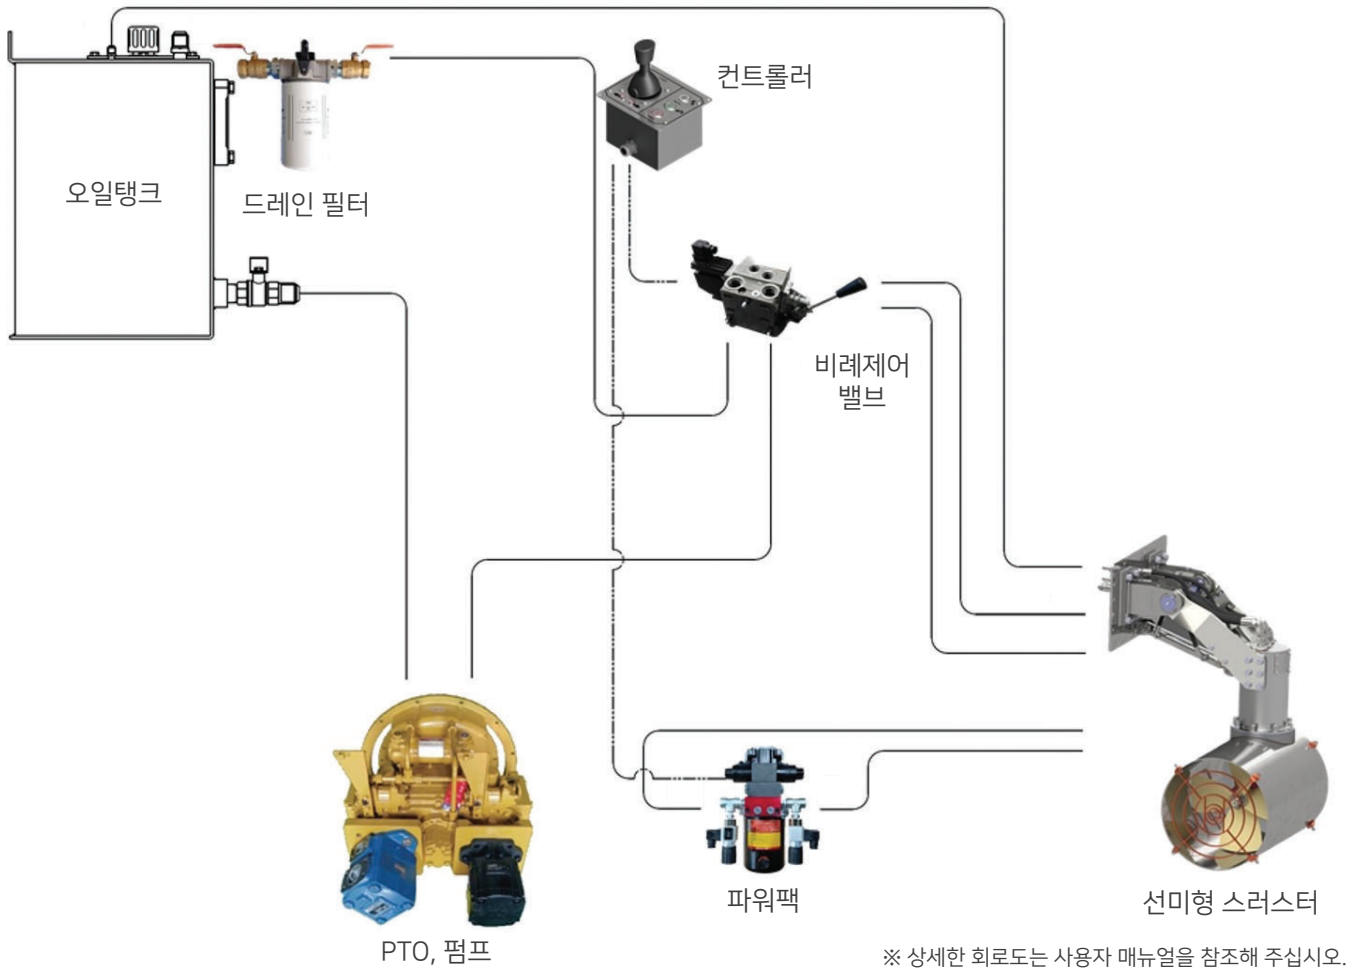 컨트롤러
오일탱크
드레인 필터
비례제어
밸브
파워팩
선미형 스러스터
PTO, 펌프
※ 상세한 회로도는 사용자 매뉴얼을 참조해 주십시오.